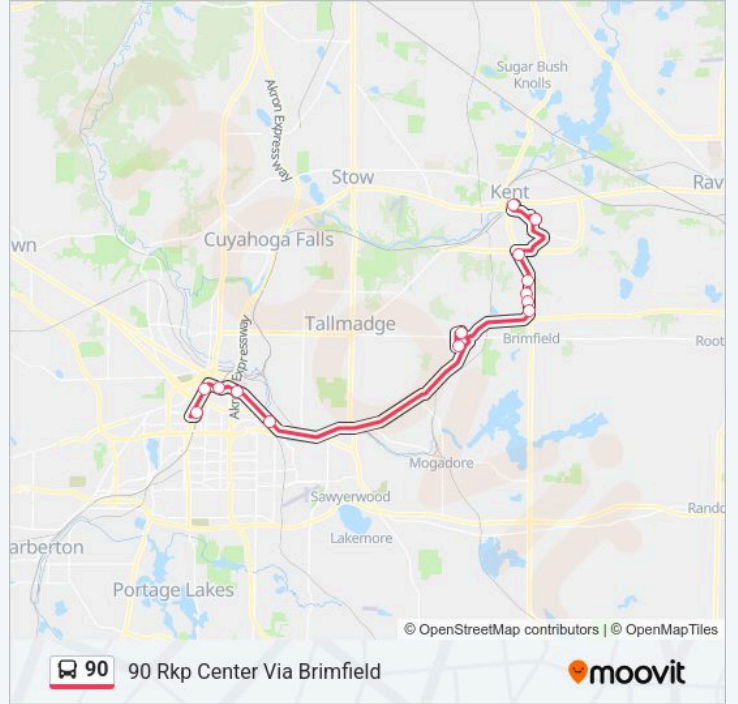 Sugar Bush
Knolls
Akron Expressway
Stow
Kent
Rav
wn
Cuyahoga Falls
Tallmadge
Akron Expressway
Brimfield
Root
Mogadore
Sawyerwood
Rando
Lakemore
arberton
Portage Lakes
© OpenStreetMap contributors | © OpenMapTiles
90
90 Rkp Center Via Brimfield
moovit